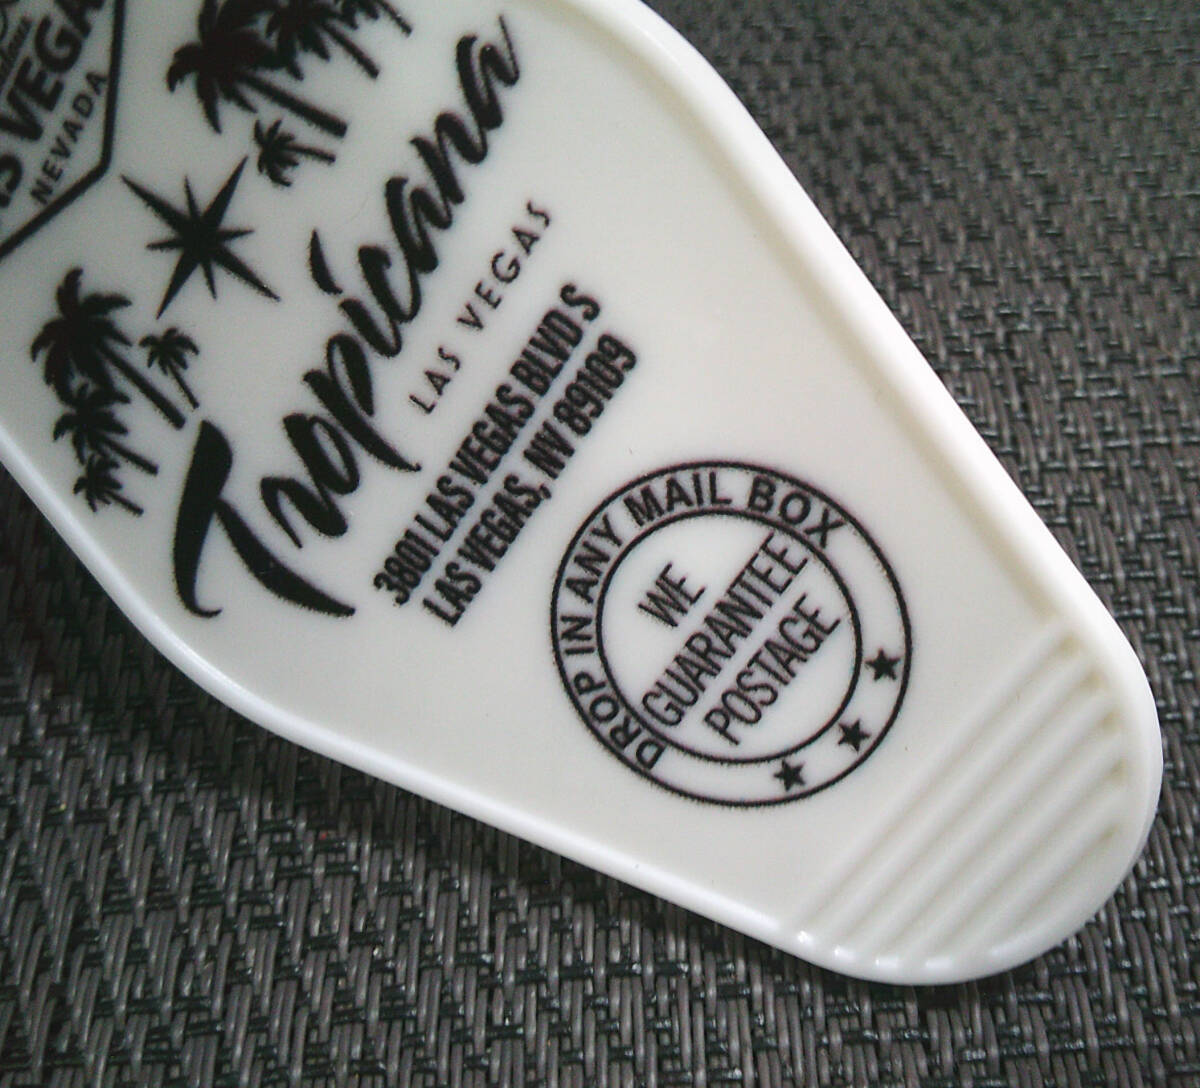 LAS VEGAS
NEVADA
Tropicana
LAS VEGAS
3801 LAS VEGAS BLVD S
LAS VEGAS, NV 89109
DROP IN ANY MAIL BOX
WE
GUARANTEE
POSTAGE